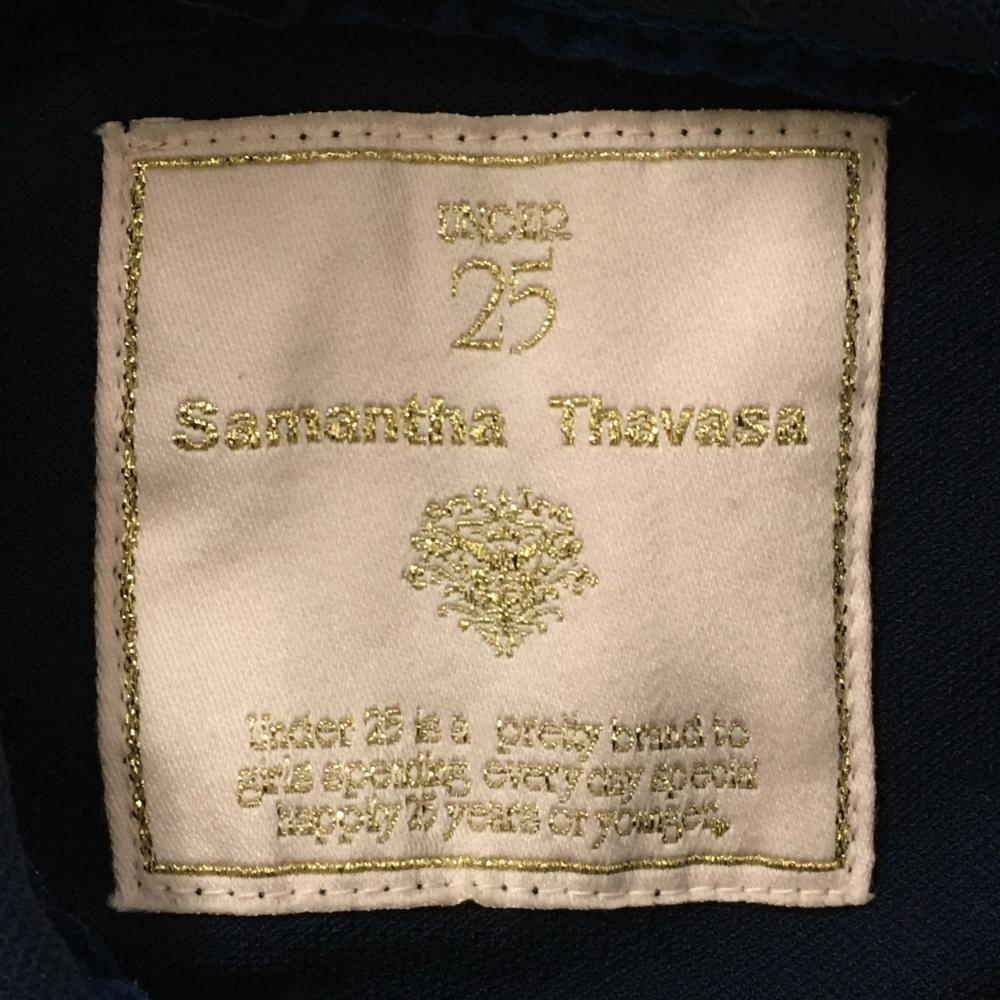 UNDER
25
Samantha Thavasa
Under 25 is a pretty brand to
girls spending every day special
happily 25 years or younger.